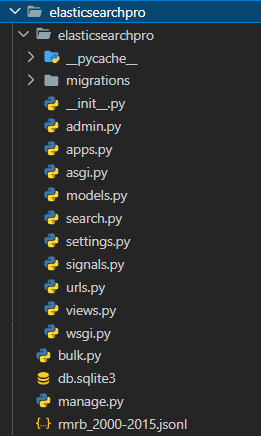 elasticsearchpro
elasticsearchpro
__pycache__
migrations
__init__.py
admin.py
apps.py
asgi.py
models.py
search.py
settings.py
signals.py
urls.py
views.py
wsgi.py
bulk.py
db.sqlite3
manage.py
rmrb_2000-2015.jsonl